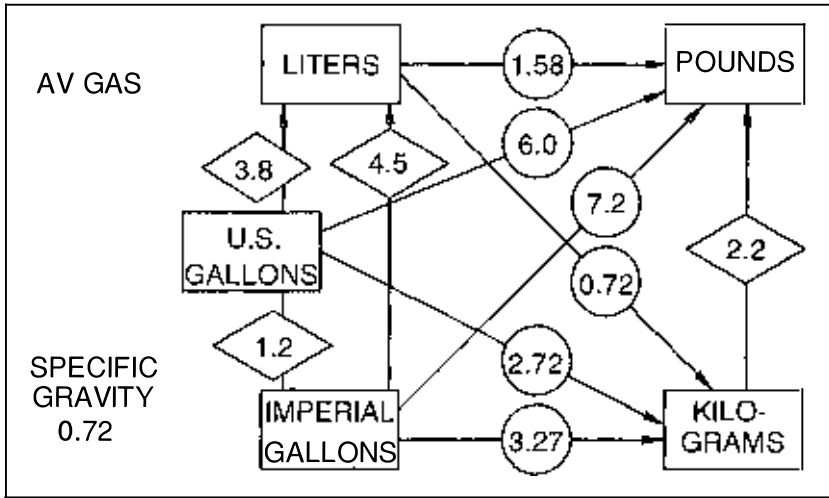 AV GAS
LITERS
1.58
POUNDS
6.0
3.8
4.5
7.2
U.S.
GALLONS
2.2
0.72
1.2
2.72
SPECIFIC
GRAVITY
0.72
IMPERIAL
GALLONS
3.27
KILO-
GRAMS